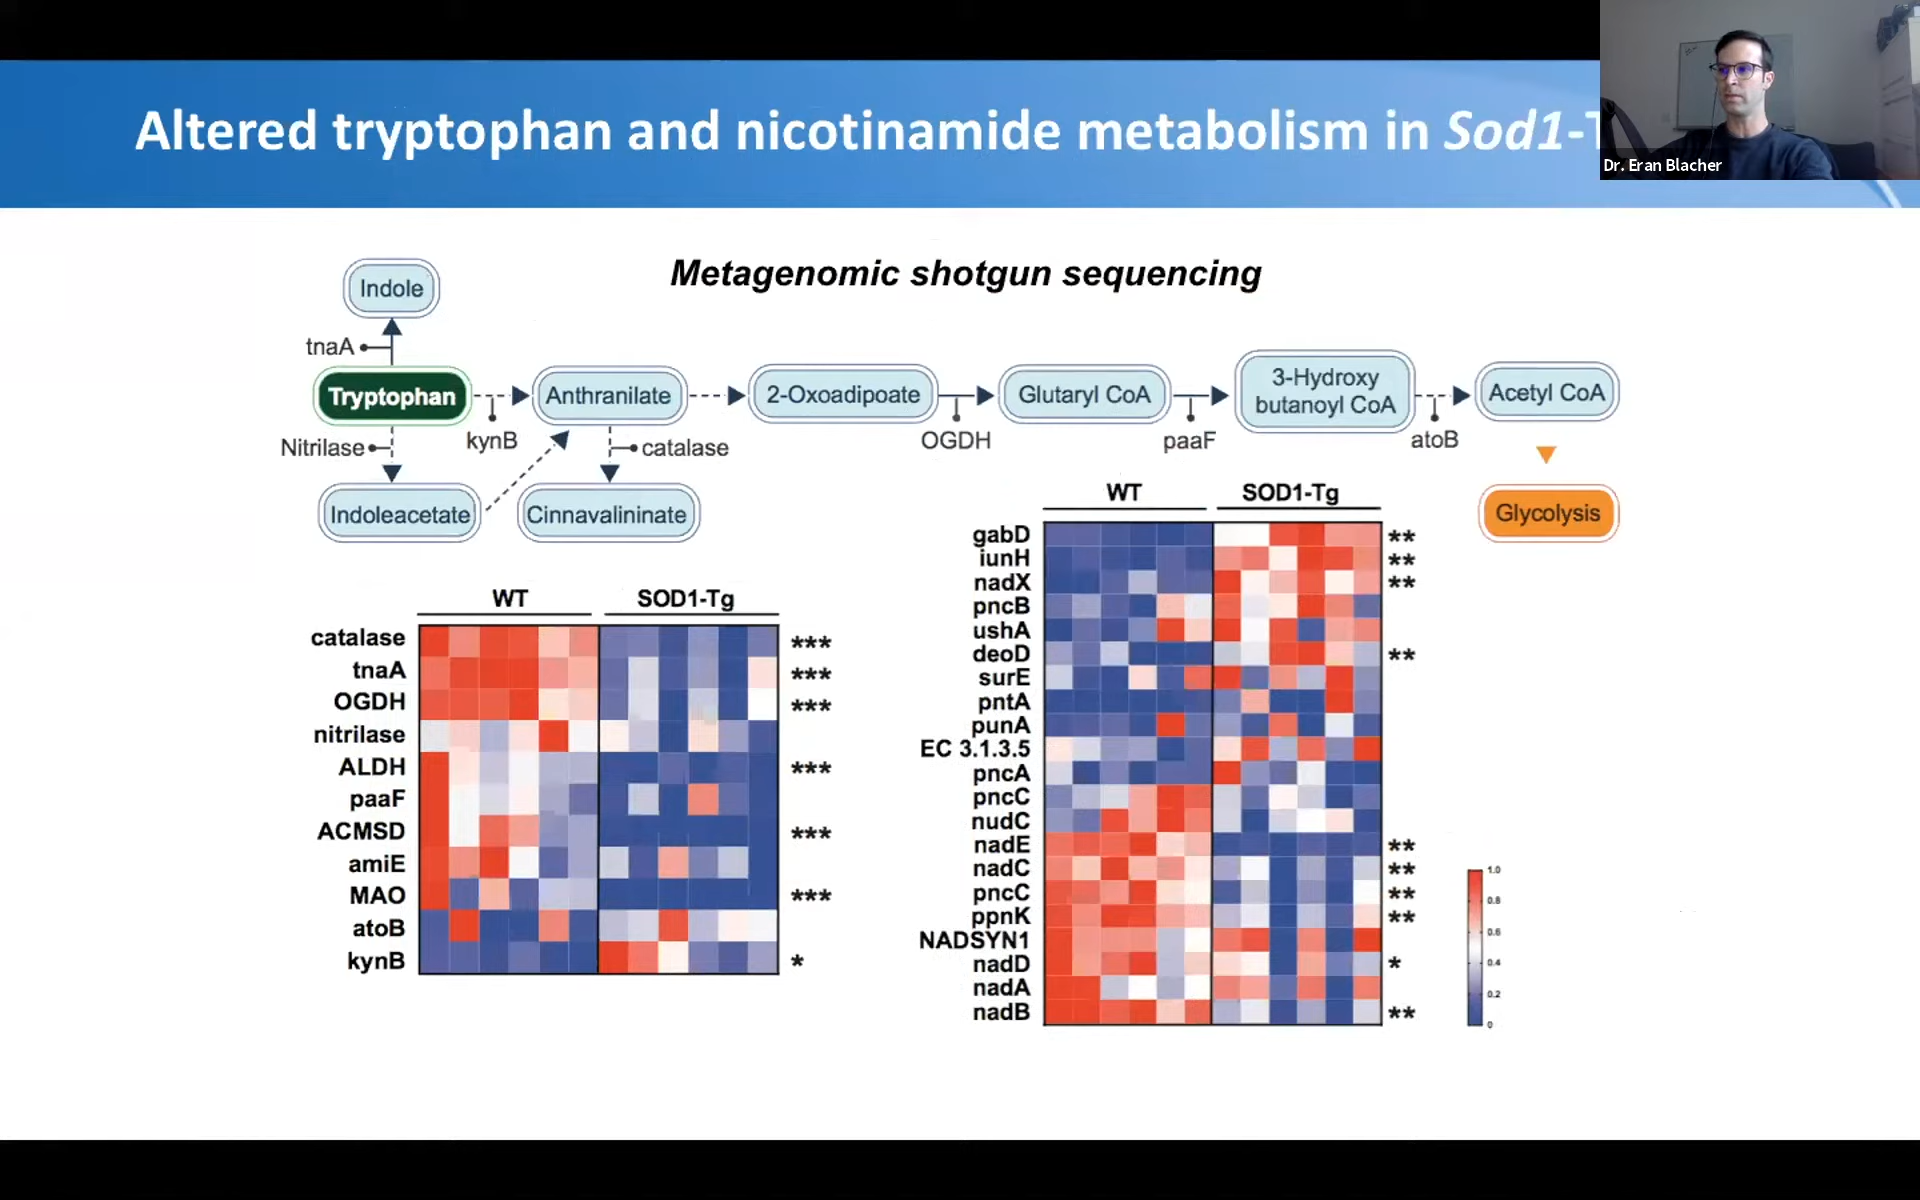 Altered tryptophan and nicotinamide metabolism in Sod1-T
Dr. Eran Blacher
Metagenomic shotgun sequencing
Indole
tnaA
Tryptophan
Anthranilate
2-Oxoadipoate
Glutaryl CoA
3-Hydroxy
butanoyl CoA
Acetyl CoA
Nitrilase
kynB
catalase
OGDH
paaF
atoB
Indoleacetate
Cinnavalininate
Glycolysis
WT
SOD1-Tg
catalase ***
tnaA ***
OGDH ***
nitrilase
ALDH ***
paaF
ACMSD ***
amiE
MAO ***
atoB
kynB *
WT
SOD1-Tg
gabD **
iunH **
nadX **
pncB
ushA
deoD **
surE
pntA
punA
EC 3.1.3.5
pncA
pncC
nudC
nadE **
nadC **
pncC **
ppnK **
NADSYN1
nadD *
nadA
nadB **
1.0
0.8
0.6
0.4
0.2
0